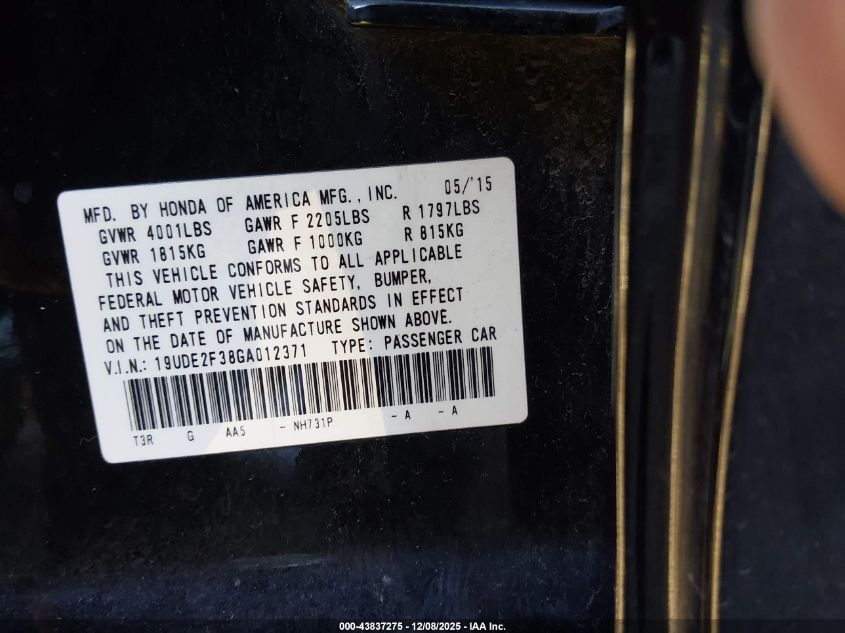 MFD. BY HONDA OF AMERICA MFG., INC. 05/'15
GVWR 4001LBS GAWR F 2205LBS R 1797LBS
GVWR 1815KG GAWR F 1000KG R 815KG
THIS VEHICLE CONFORMS TO ALL APPLICABLE
FEDERAL MOTOR VEHICLE SAFETY, BUMPER,
AND THEFT PREVENTION STANDARDS IN EFFECT
ON THE DATE OF MANUFACTURE SHOWN ABOVE.
V.I.N.: 19UDE2F38GA012371 TYPE: PASSENGER CAR
T3R G AA5 - NH731P - A - A
000-43837275 - 12/08/2025 - IAA Inc.